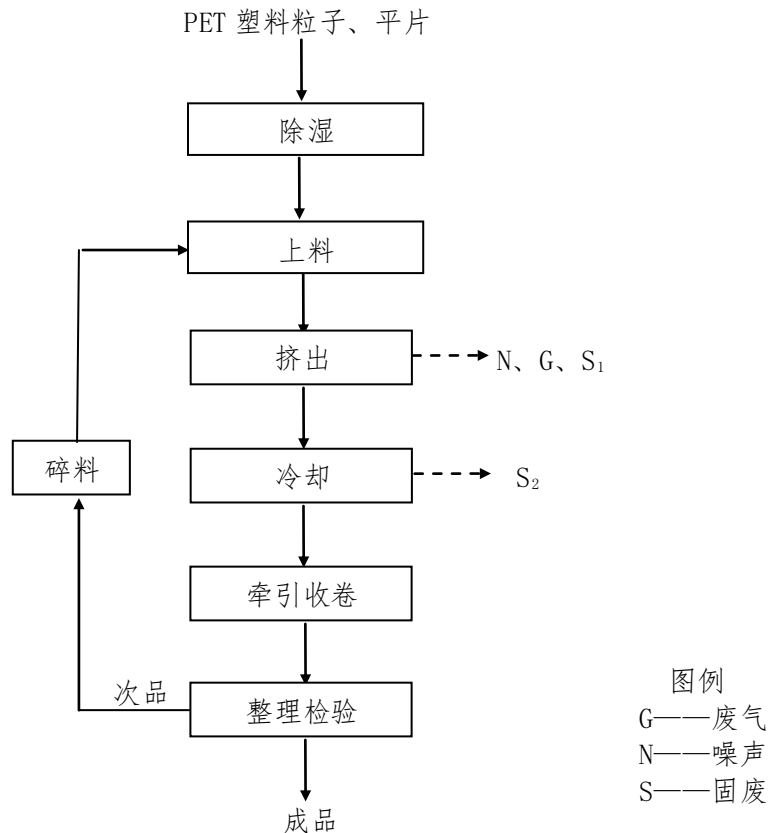 PET 塑料粒子、平片
除湿
上料
挤出
N、G、S₁
碎料
冷却
S₂
牵引收卷
次品
整理检验
成品
图例
G——废气
N——噪声
S——固废